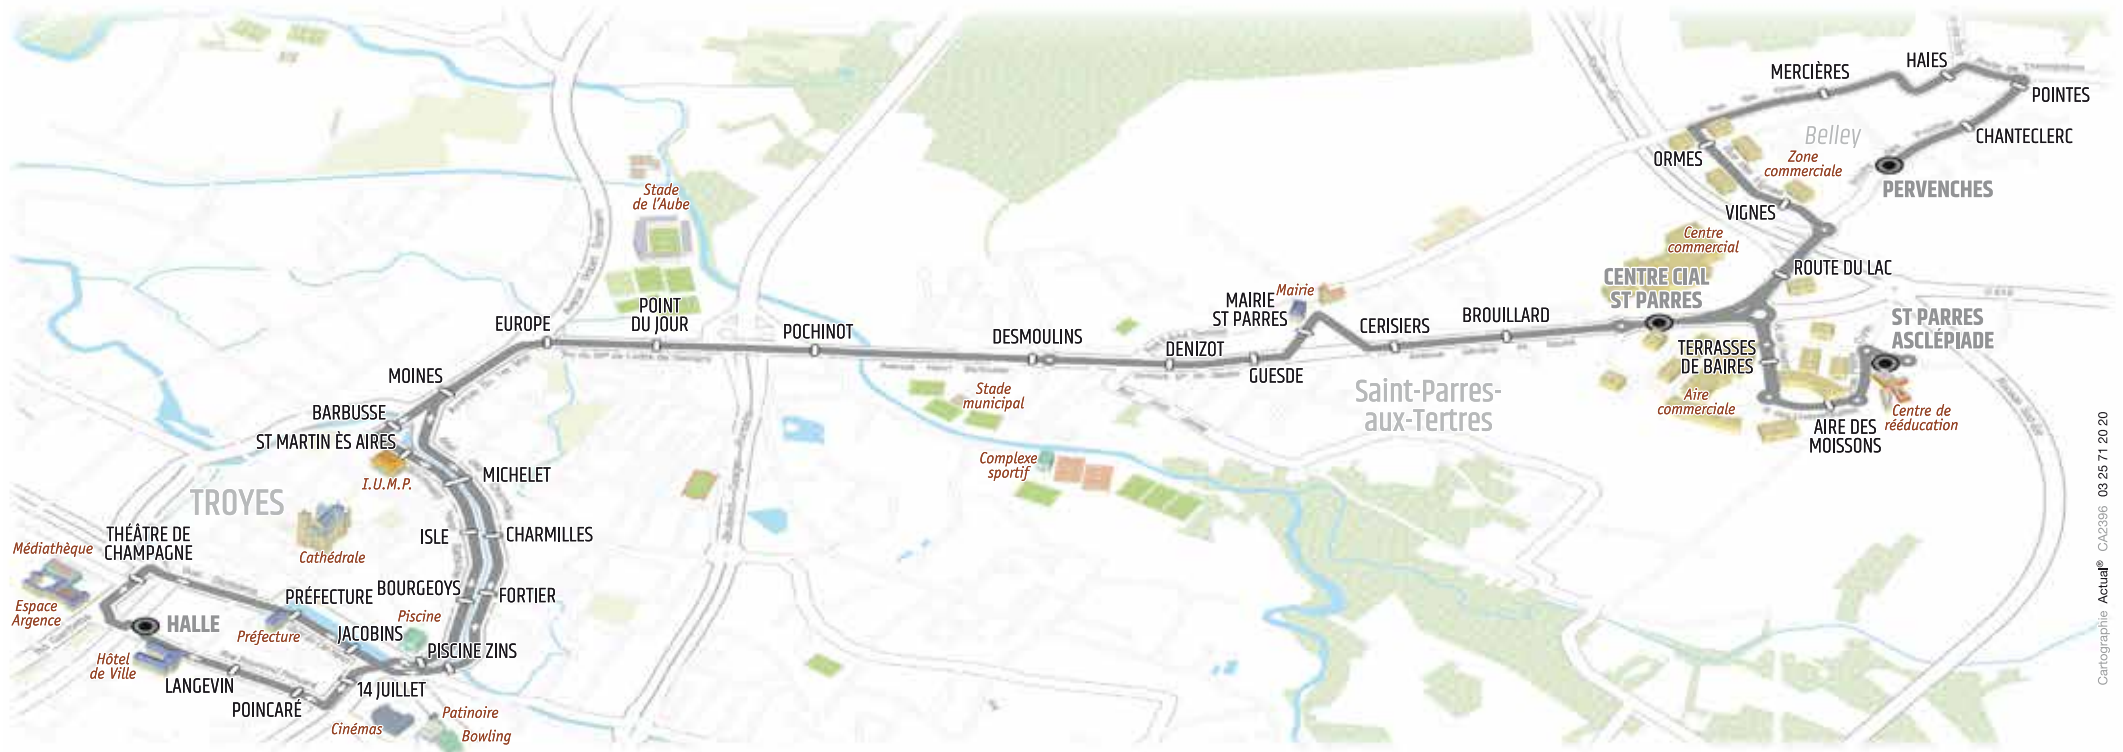 HAIES
MERCIÈRES
POINTES
CHANTECLERC
Belley
ORMES
Zone
commerciale
PERVENCHES
VIGNES
Centre
commercial
ROUTE DU LAC
CENTRE CIAL
ST PARRES
Stade
de l'Aube
POINT
DU JOUR
EUROPE
POCHINOT
DESMOULINS
DENIZOT
MAIRIE
ST PARRES
Mairie
GUESDE
CERISIERS
BROUILLARD
ST PARRES
ASCLÉPIADE
TERRASSES
DE BAIRES
Aire
commerciale
AIRE DES
MOISSONS
Centre de
rééducation
Saint-Parres-
aux-Tertres
Stade
municipal
Complexe
sportif
MOINES
BARBUSSE
ST MARTIN ÈS AIRES
I.U.M.P.
MICHELET
TROYES
Cathédrale
ISLE
CHARMILLES
THÉÂTRE DE
CHAMPAGNE
Médiathèque
Espace
Argence
PRÉFECTURE
BOURGEOYS
FORTIER
Piscine
HALLE
Préfecture
JACOBINS
PISCINE ZINS
Hôtel
de Ville
LANGEVIN
POINCARÉ
14 JUILLET
Cinémas
Patinoire
Bowling
Cartographie Actual® CA2396 03 25 71 20 20